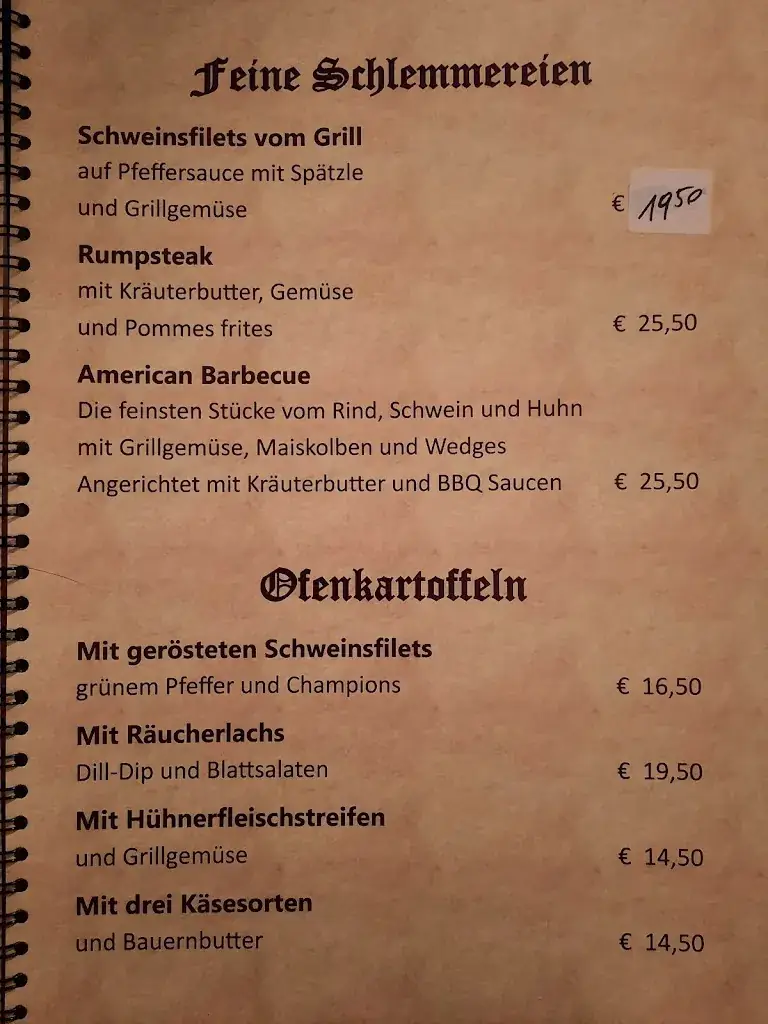 Feine Schlemmereien
Schweinsfilets vom Grill
auf Pfeffersauce mit Spätzle
und Grillgemüse € 1950
Rumpsteak
mit Kräuterbutter, Gemüse
und Pommes frites € 25,50
American Barbecue
Die feinsten Stücke vom Rind, Schwein und Huhn
mit Grillgemüse, Maiskolben und Wedges
Angerichtet mit Kräuterbutter und BBQ Saucen € 25,50
Ofenkartoffeln
Mit gerösteten Schweinsfilets
grünem Pfeffer und Champions € 16,50
Mit Räucherlachs
Dill-Dip und Blattsalaten € 19,50
Mit Hühnerfleischstreifen
und Grillgemüse € 14,50
Mit drei Käsesorten
und Bauernbutter € 14,50